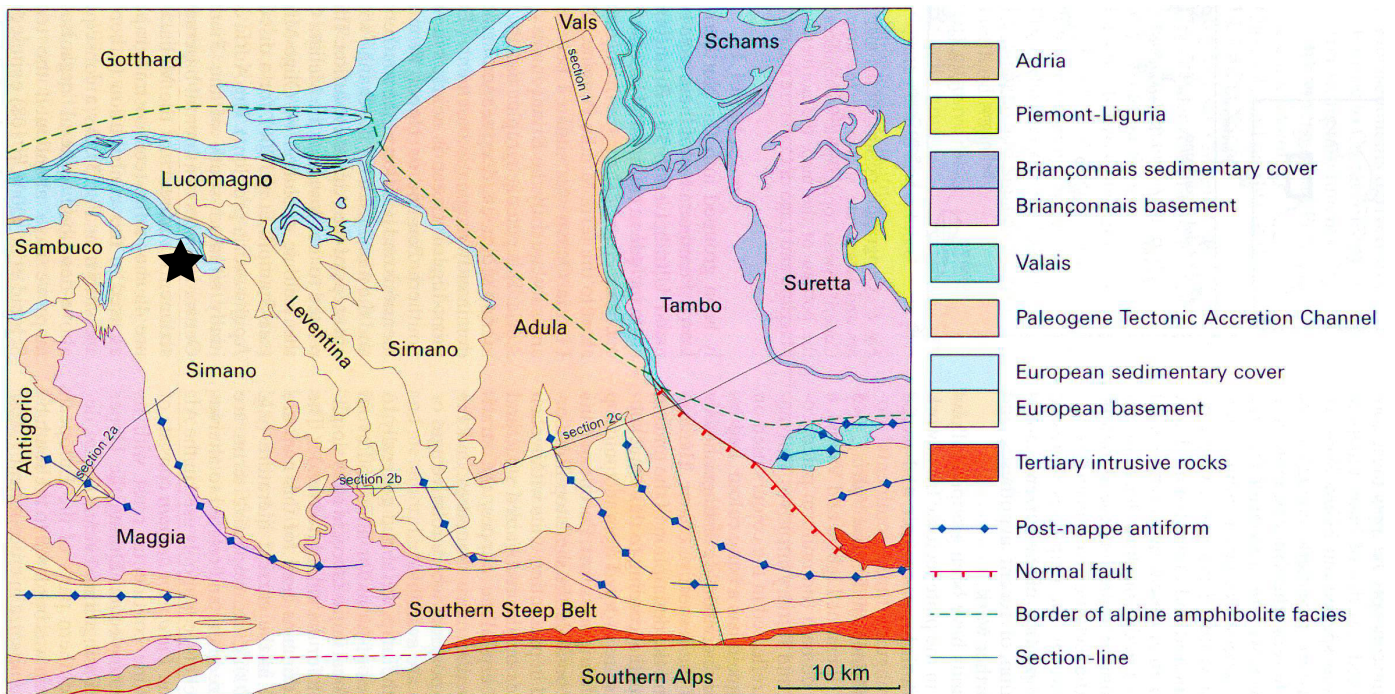 Gotthard
Vals
Schams
section 1
Lucomagno
Sambuco
Leventina
Adula
Tambo
Suretta
Simano
Simano
Antigorio
section 2a
section 2b
section 2c
Maggia
Southern Steep Belt
Southern Alps
10 km
Adria
Piemont-Liguria
Briançonnais sedimentary cover
Briançonnais basement
Valais
Paleogene Tectonic Accretion Channel
European sedimentary cover
European basement
Tertiary intrusive rocks
Post-nappe antiform
Normal fault
Border of alpine amphibolite facies
Section-line